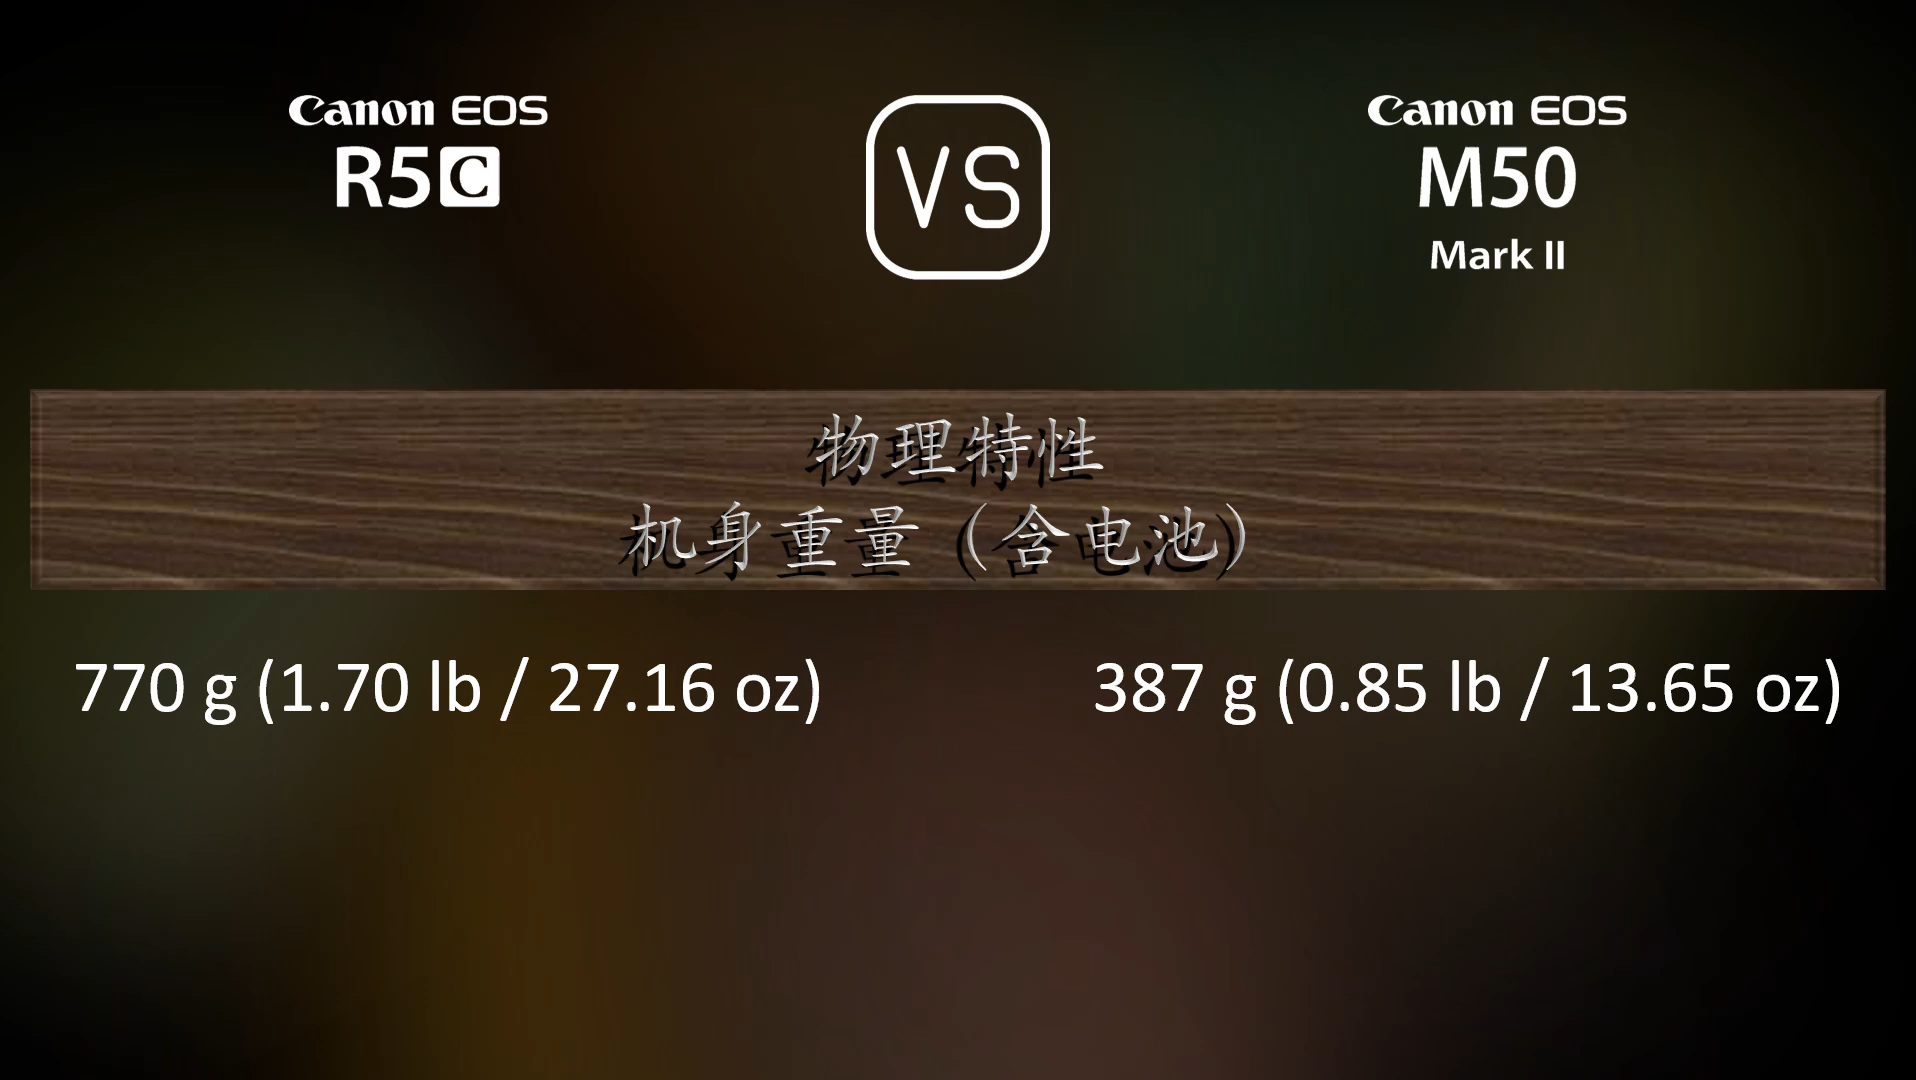 Canon EOS
R5 C
VS
Canon EOS
M50
Mark II
物理特性
机身重量（含电池）
770 g (1.70 lb / 27.16 oz)
387 g (0.85 lb / 13.65 oz)